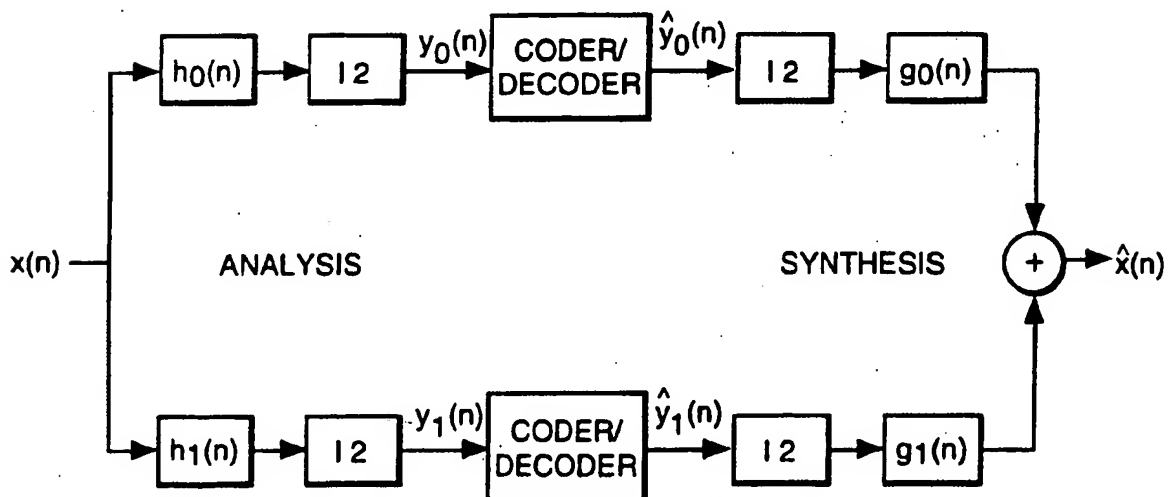 h0(n)
I 2
y0(n)
CODER/
DECODER
ŷ0(n)
I 2
g0(n)
x(n)
ANALYSIS
SYNTHESIS
+
x̂(n)
h1(n)
I 2
y1(n)
CODER/
DECODER
ŷ1(n)
I 2
g1(n)